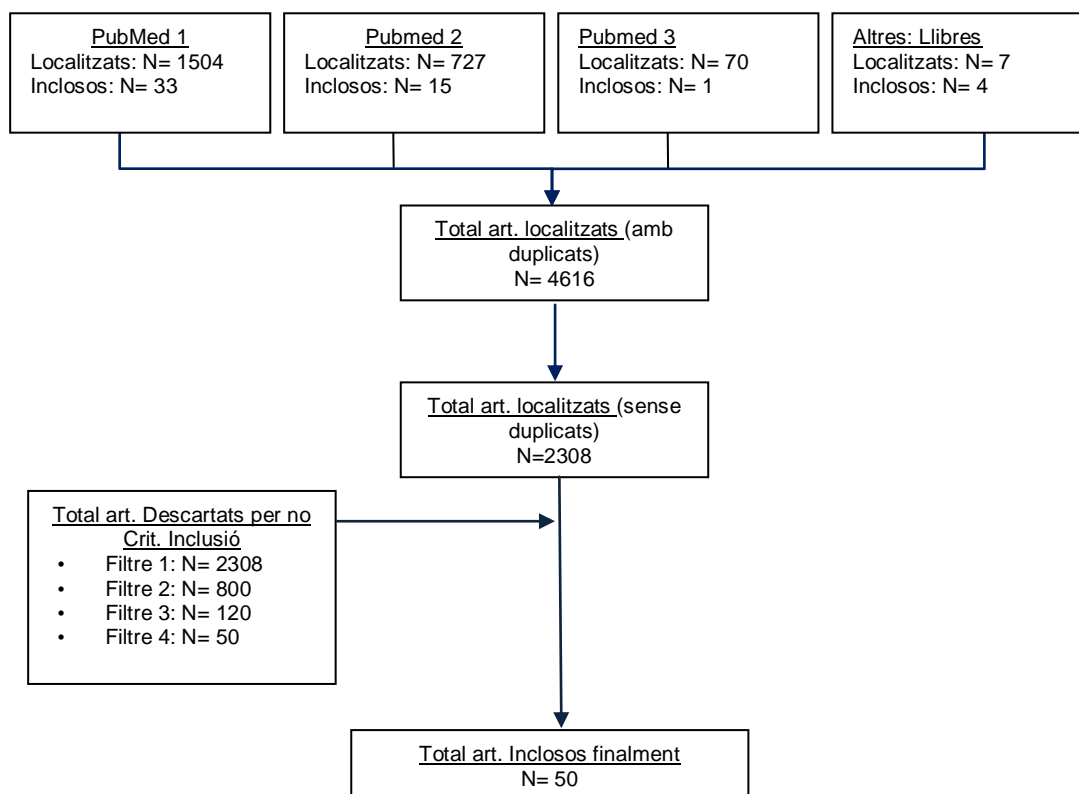 PubMed 1
Localitzats: N= 1504
Inclosos: N= 33
Pubmed 2
Localitzats: N= 727
Inclosos: N= 15
Pubmed 3
Localitzats: N= 70
Inclosos: N= 1
Altres: Llibres
Localitzats: N= 7
Inclosos: N= 4
Total art. localitzats (amb
duplicats)
N= 4616
Total art. localitzats (sense
duplicats)
N=2308
Total art. Descartats per no
Crit. Inclusió
• Filtre 1: N= 2308
• Filtre 2: N= 800
• Filtre 3: N= 120
• Filtre 4: N= 50
Total art. Inclosos finalment
N= 50